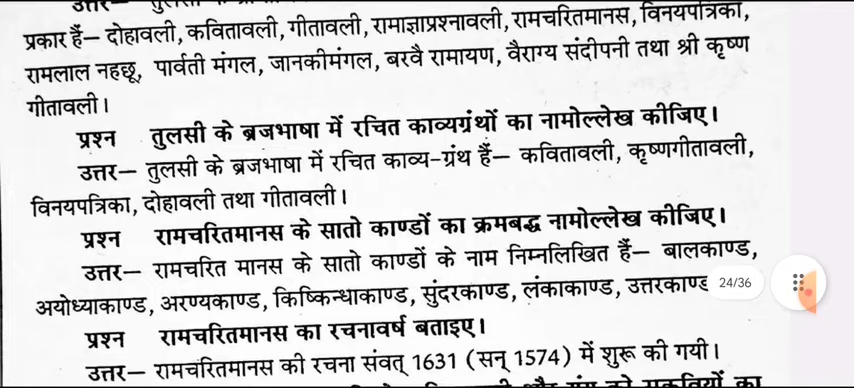 प्रकार हैं— दोहावली, कवितावली, गीतावली, रामाज्ञाप्रश्नावली, रामचरितमानस, विनयपत्रिका,
रामलाल नहछू, पार्वती मंगल, जानकीमंगल, बरवै रामायण, वैराग्य संदीपनी तथा श्री कृष्ण
गीतावली।
प्रश्न तुलसी के ब्रजभाषा में रचित काव्यग्रंथों का नामोल्लेख कीजिए।
उत्तर— तुलसी के ब्रजभाषा में रचित काव्य-ग्रंथ हैं— कवितावली, कृष्णगीतावली,
विनयपत्रिका, दोहावली तथा गीतावली।
प्रश्न रामचरितमानस के सातो काण्डों का क्रमबद्ध नामोल्लेख कीजिए।
उत्तर— रामचरित मानस के सातो काण्डों के नाम निम्नलिखित हैं— बालकाण्ड,
अयोध्याकाण्ड, अरण्यकाण्ड, किष्किन्धाकाण्ड, सुंदरकाण्ड, लंकाकाण्ड, उत्तरकाण्ड
24/36
प्रश्न रामचरितमानस का रचनावर्ष बताइए।
उत्तर— रामचरितमानस की रचना संवत् 1631 (सन् 1574) में शुरू की गयी।